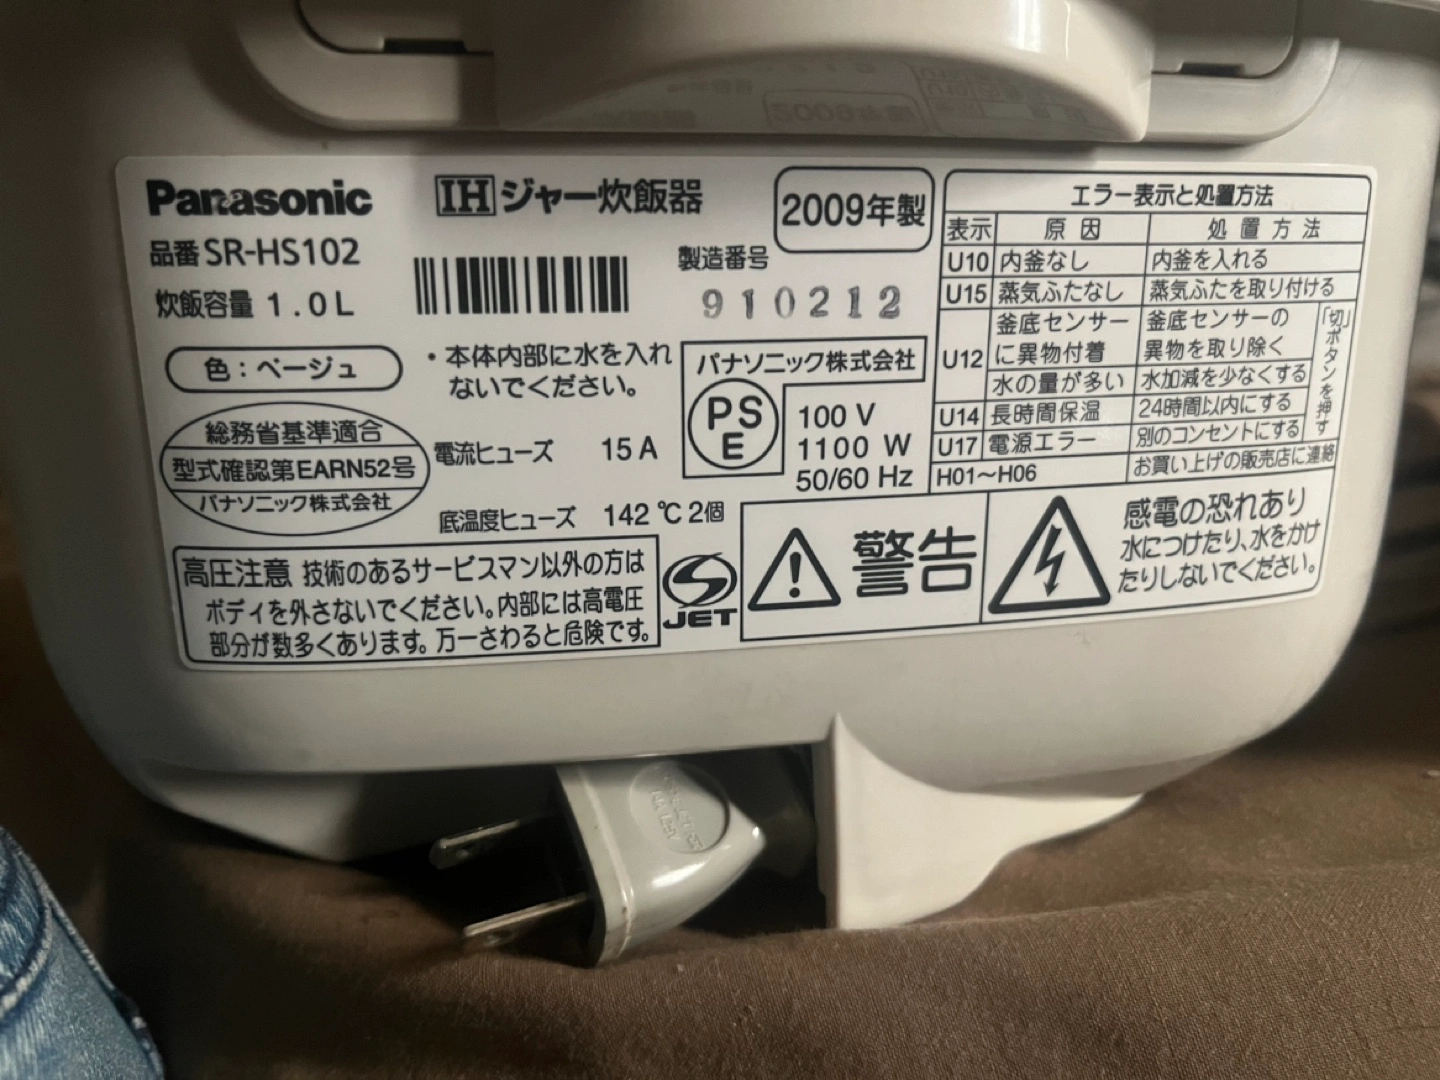 Panasonic
IHジャー炊飯器
2009年製
品番 SR-HS102
炊飯容量 1.0L
製造番号
910212
色:ベージュ
・本体内部に水を入れ
ないでください。
総務省基準適合
型式確認第EARN52号
パナソニック株式会社
電流ヒューズ 15A
底温度ヒューズ 142℃ 2個
パナソニック株式会社
PS
E
100 V
1100 W
50/60 Hz
エラー表示と処置方法
表示 原因 処置方法
U10 内釜なし 内釜を入れる
U15 蒸気ふたなし 蒸気ふたを取り付ける
U12 釜底センサーに異物付着 釜底センサーの異物を取り除く
水の量が多い 水加減を少なくする
U14 長時間保温 24時間以内にする
U17 電源エラー 別のコンセントにする
「切」ボタンを押す
H01～H06 お買い上げの販売店に連絡
高圧注意 技術のあるサービスマン以外の方は
ボディを外さないでください。内部には高電圧
部分が数多くあります。万一さわると危険です。
JET
警告
感電の恐れあり
水につけたり、水をかけ
たりしないでください。